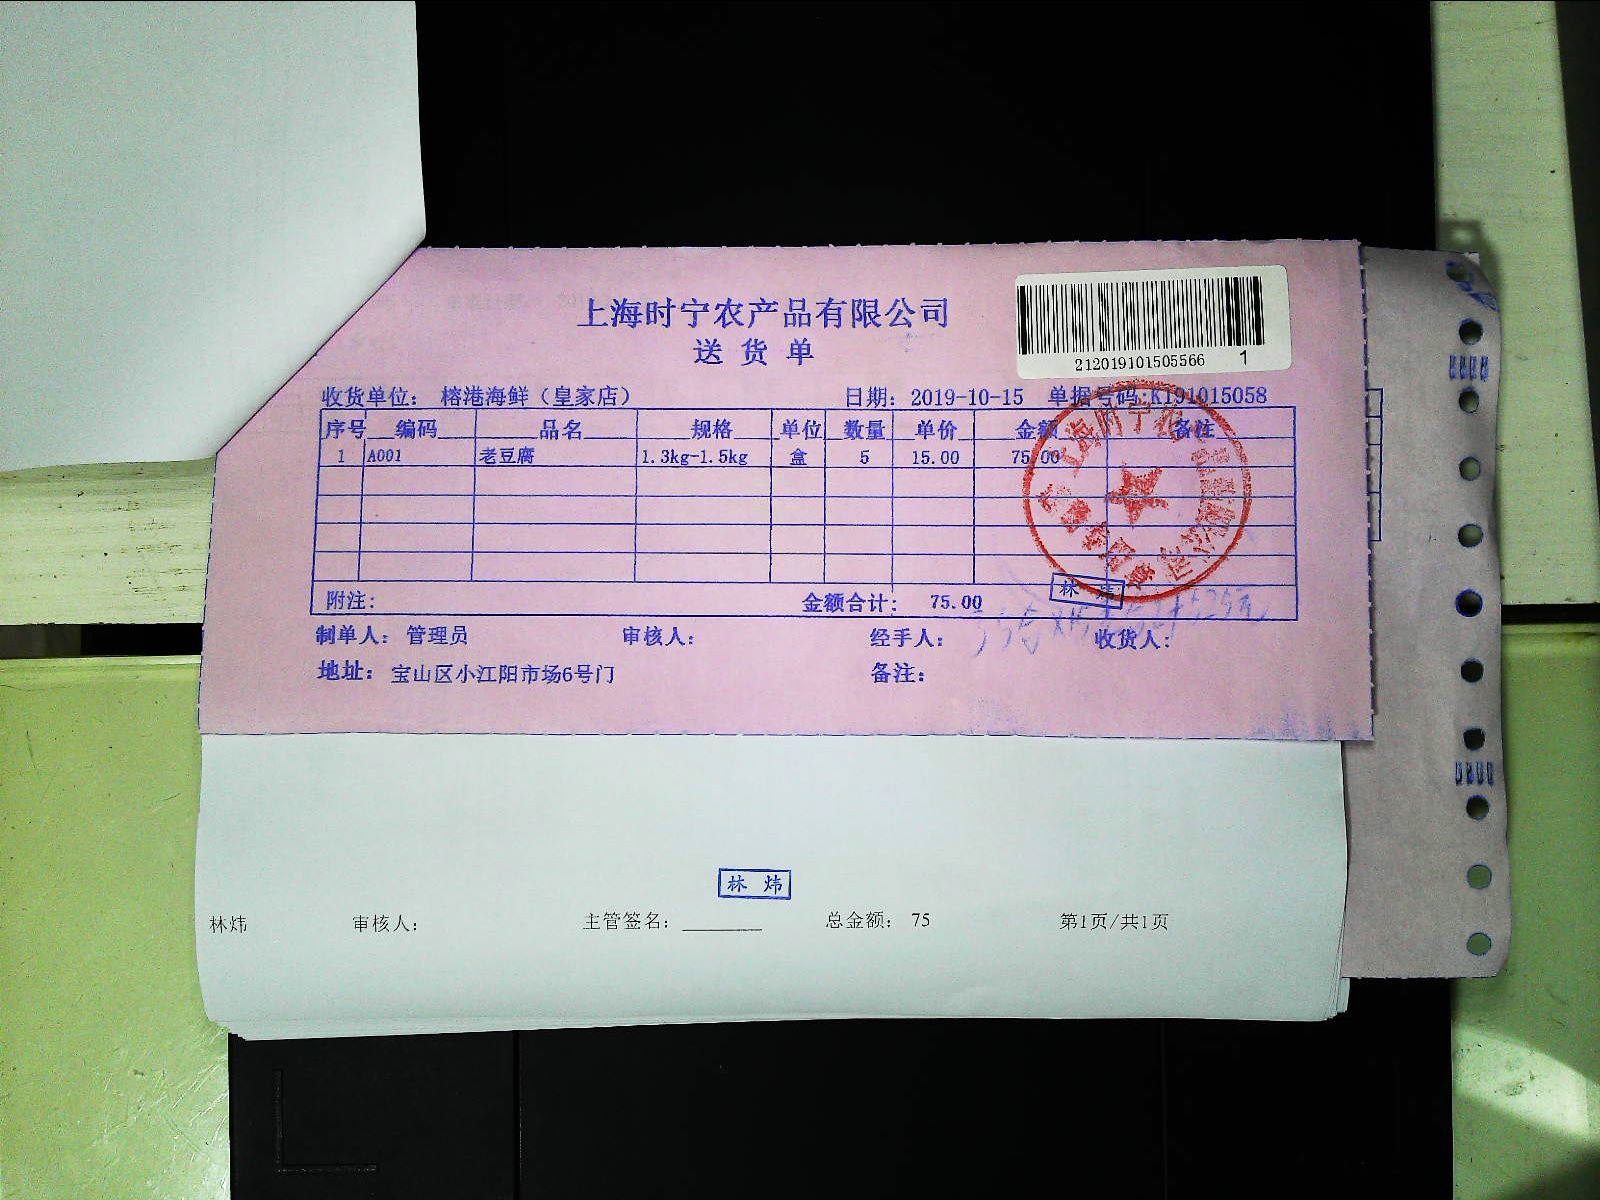 上海时宁农产品有限公司
送货单
212019101505566 1
收货单位： 榕港海鲜（皇家店） 日期： 2019-10-15 单据号码:K191015058
序号 编码 品名 规格 单位 数量 单价 金额 备注
1 A001 老豆腐 1.3kg-1.5kg 盒 5 15.00 75.00
附注: 金额合计: 75.00
林 炜
制单人: 管理员 审核人: 经手人: 收货人:
地址: 宝山区小江阳市场6号门 备注:
林 炜
林炜 审核人: 主管签名: ________ 总金额: 75 第1页/共1页